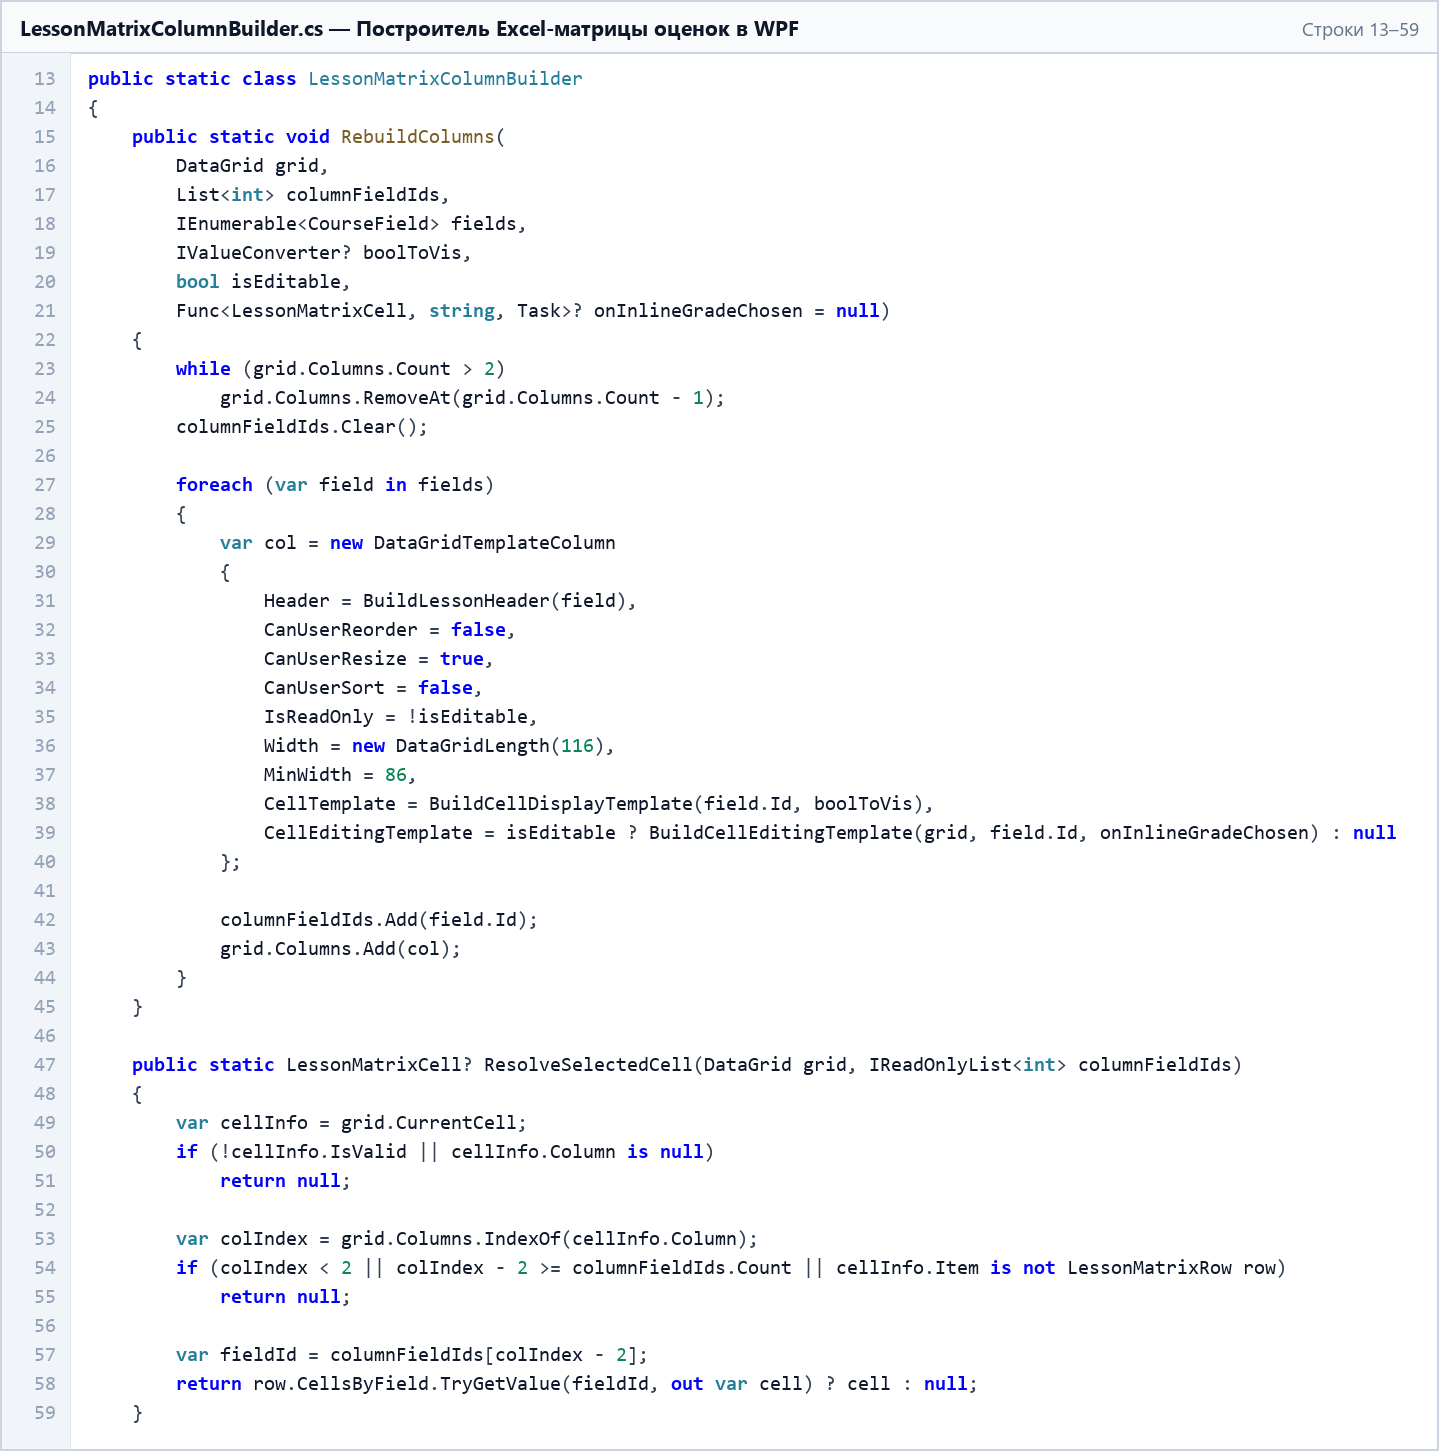 LessonMatrixColumnBuilder.cs — Построитель Excel-матрицы оценок в WPF Строки 13–59
13 public static class LessonMatrixColumnBuilder
14 {
15     public static void RebuildColumns(
16         DataGrid grid,
17         List<int> columnFieldIds,
18         IEnumerable<CourseField> fields,
19         IValueConverter? boolToVis,
20         bool isEditable,
21         Func<LessonMatrixCell, string, Task>? onInlineGradeChosen = null)
22     {
23         while (grid.Columns.Count > 2)
24             grid.Columns.RemoveAt(grid.Columns.Count - 1);
25         columnFieldIds.Clear();
26
27         foreach (var field in fields)
28         {
29             var col = new DataGridTemplateColumn
30             {
31                 Header = BuildLessonHeader(field),
32                 CanUserReorder = false,
33                 CanUserResize = true,
34                 CanUserSort = false,
35                 IsReadOnly = !isEditable,
36                 Width = new DataGridLength(116),
37                 MinWidth = 86,
38                 CellTemplate = BuildCellDisplayTemplate(field.Id, boolToVis),
39                 CellEditingTemplate = isEditable ? BuildCellEditingTemplate(grid, field.Id, onInlineGradeChosen) : null
40             };
41
42             columnFieldIds.Add(field.Id);
43             grid.Columns.Add(col);
44         }
45     }
46
47     public static LessonMatrixCell? ResolveSelectedCell(DataGrid grid, IReadOnlyList<int> columnFieldIds)
48     {
49         var cellInfo = grid.CurrentCell;
50         if (!cellInfo.IsValid || cellInfo.Column is null)
51             return null;
52
53         var colIndex = grid.Columns.IndexOf(cellInfo.Column);
54         if (colIndex < 2 || colIndex - 2 >= columnFieldIds.Count || cellInfo.Item is not LessonMatrixRow row)
55             return null;
56
57         var fieldId = columnFieldIds[colIndex - 2];
58         return row.CellsByField.TryGetValue(fieldId, out var cell) ? cell : null;
59     }